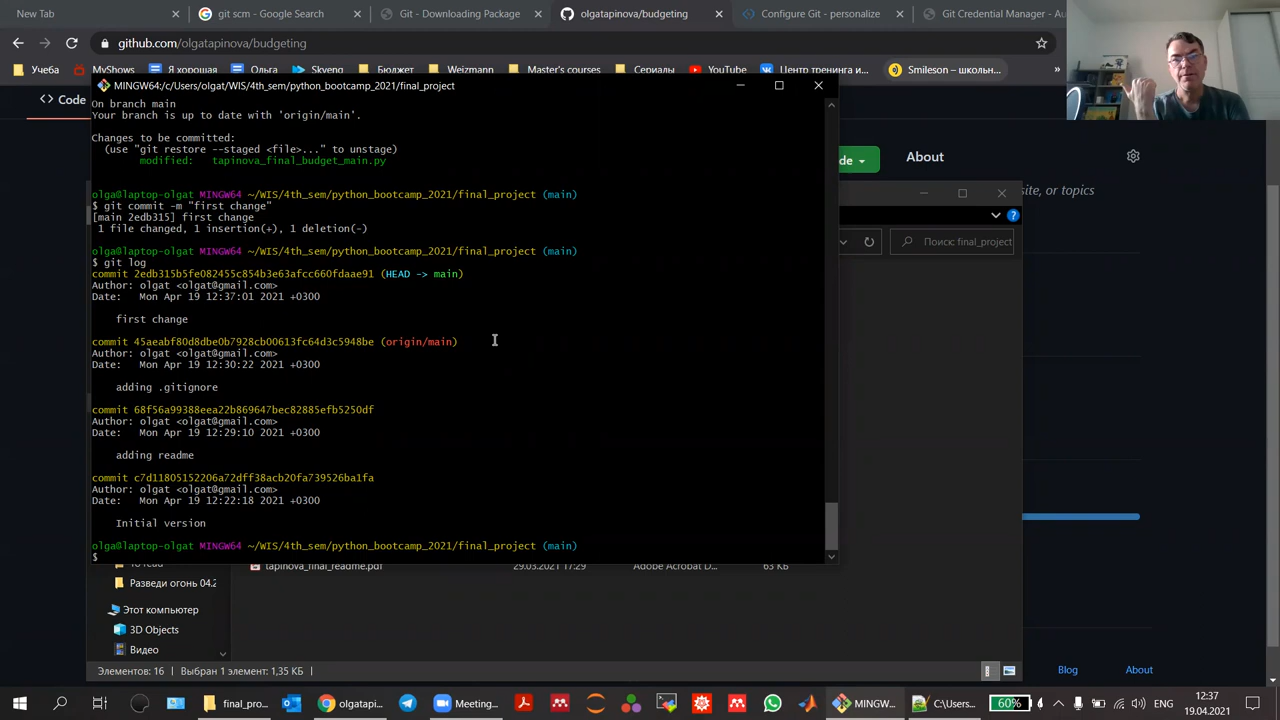 New Tab
git scm - Google Search
Git - Downloading Package
olgatapinova/budgeting
Configure Git - personalize
Git Credential Manager - Au
github.com/olgatapinova/budgeting
Учеба
MyShows
Я хорошая
Ольга
Skyeng
Бюджет
Weizmann
Master's courses
Сериалы
YouTube
Центр тренинга и...
Smileson – школьн...
»
<> Code
MINGW64:/c/Users/olgat/WIS/4th_sem/python_bootcamp_2021/final_project
On branch main
Your branch is up to date with 'origin/main'.
Changes to be committed:
(use "git restore --staged <file>..." to unstage)
modified: tapinova_final_budget_main.py
olga@laptop-olgat MINGW64 ~/WIS/4th_sem/python_bootcamp_2021/final_project (main)
$ git commit -m "first change"
[main 2edb315] first change
1 file changed, 1 insertion(+), 1 deletion(-)
olga@laptop-olgat MINGW64 ~/WIS/4th_sem/python_bootcamp_2021/final_project (main)
$ git log
commit 2edb315b5fe082455c854b3e63afcc660fdaae91 (HEAD -> main)
Author: olgat <olgat@gmail.com>
Date: Mon Apr 19 12:37:01 2021 +0300
first change
commit 45aeabf80d8dbe0b7928cb00613fc64d3c5948be (origin/main)
Author: olgat <olgat@gmail.com>
Date: Mon Apr 19 12:30:22 2021 +0300
adding .gitignore
commit 68f56a99388eea22b869647bec82885efb5250df
Author: olgat <olgat@gmail.com>
Date: Mon Apr 19 12:29:10 2021 +0300
adding readme
commit c7d11805152206a72dff38acb20fa739526ba1fa
Author: olgat <olgat@gmail.com>
Date: Mon Apr 19 12:22:18 2021 +0300
Initial version
olga@laptop-olgat MINGW64 ~/WIS/4th_sem/python_bootcamp_2021/final_project (main)
$
de
About
site, or topics
Поиск: final_project
tapinova_final_readme.pdf 29.03.2021 17:29 Adobe Acrobat D... 63 КБ
Разведи огонь 04.2
Этот компьютер
3D Objects
Видео
Элементов: 16
Выбран 1 элемент: 1,35 КБ
Blog
About
final_pro...
olgatapi...
Meeting...
MINGW...
C:\Users...
60%
ENG
12:37
19.04.2021